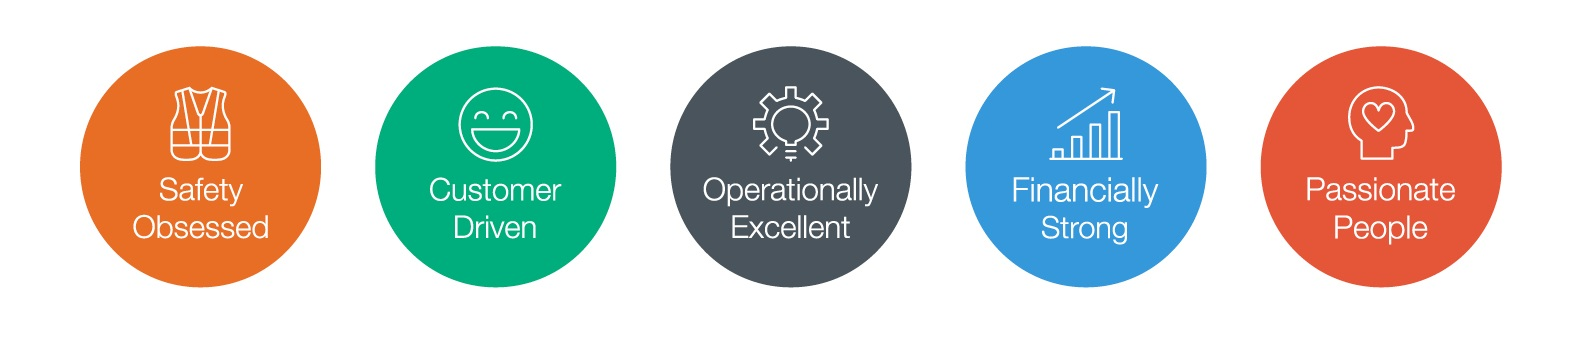 Safety
Obsessed
Customer
Driven
Operationally
Excellent
Financially
Strong
Passionate
People